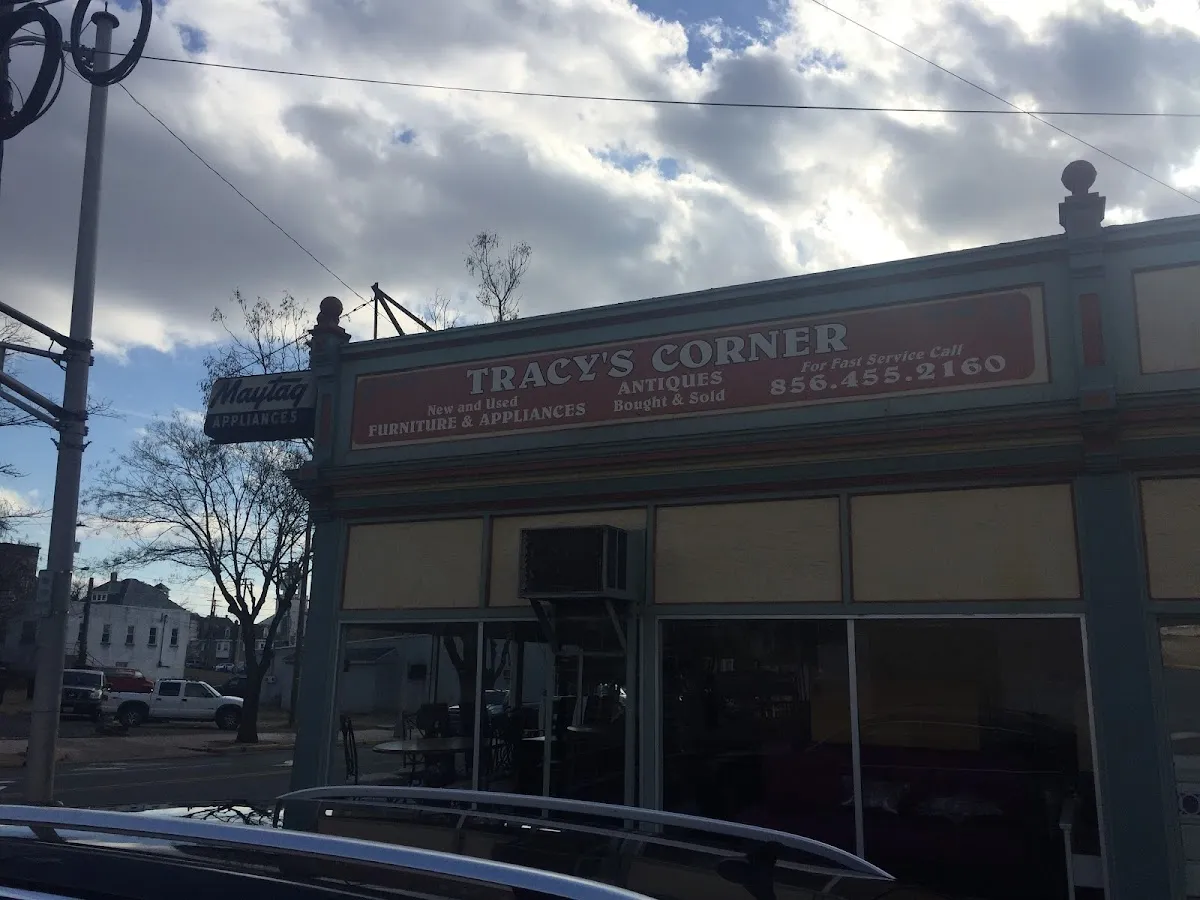 Maytag
APPLIANCES
TRACY'S CORNER
New and Used
FURNITURE & APPLIANCES
ANTIQUES
Bought & Sold
For Fast Service Call
856.455.2160